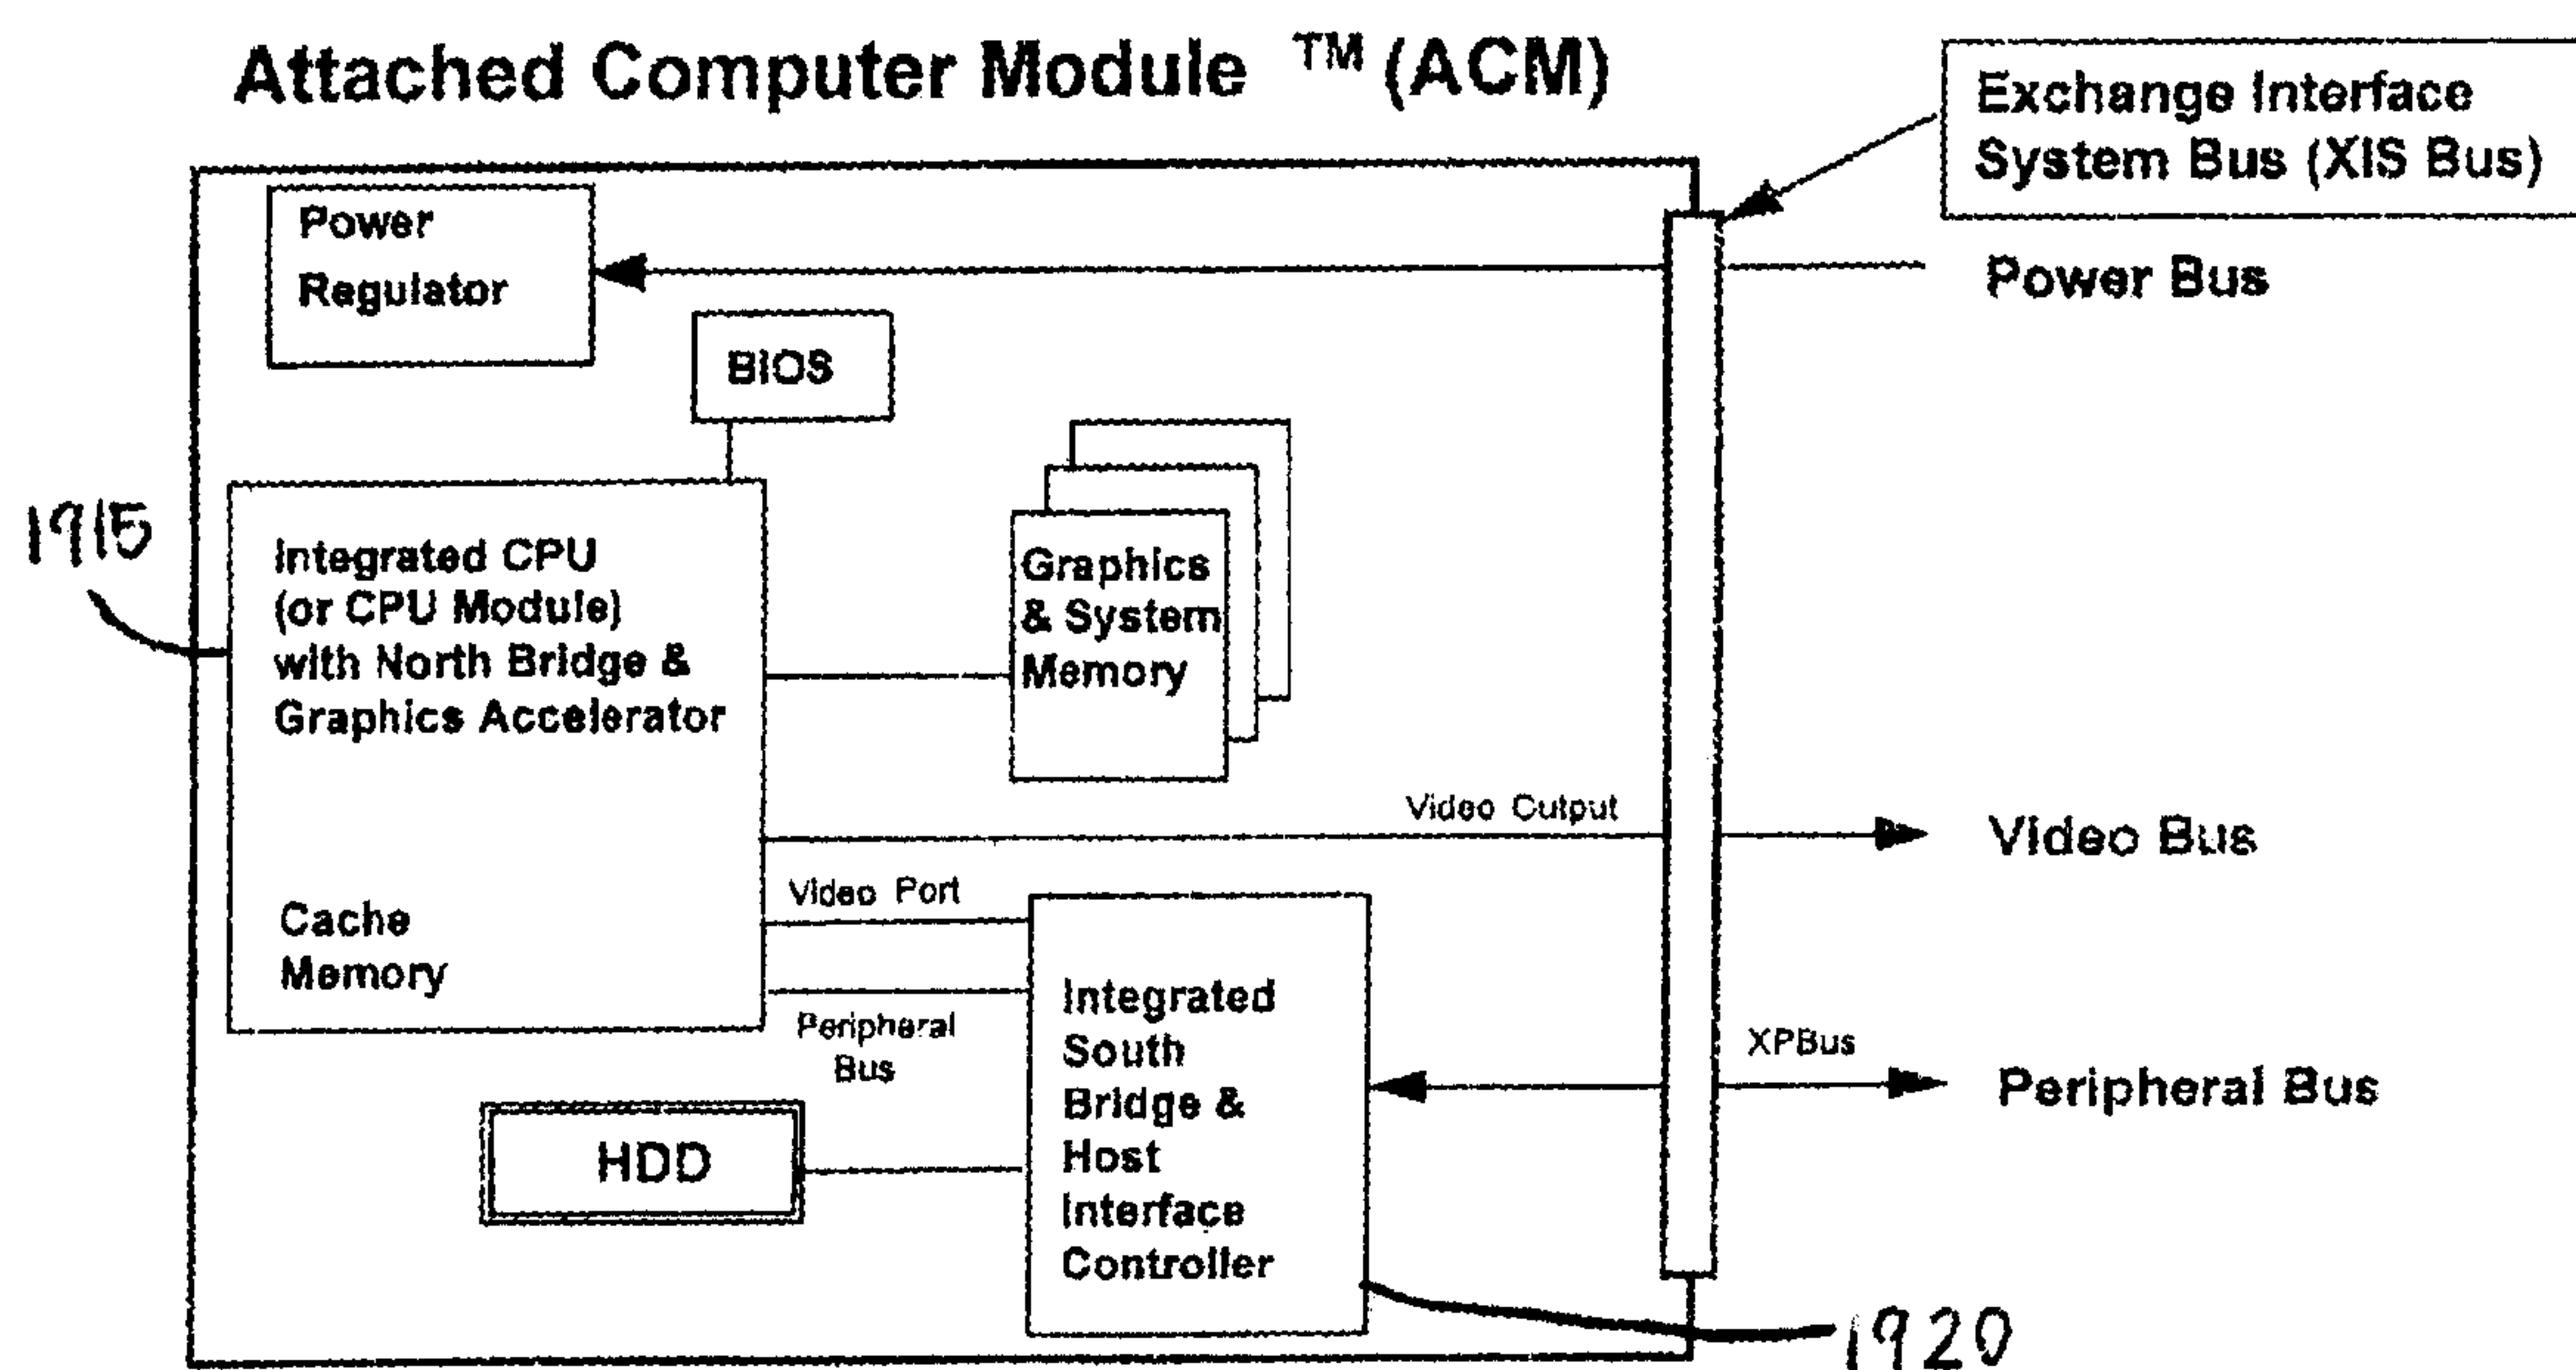 Attached Computer Module ™ (ACM)
Exchange Interface
System Bus (XIS Bus)
Power
Regulator
Power Bus
BIOS
1915
Integrated CPU
(or CPU Module)
with North Bridge &
Graphics Accelerator
Cache
Memory
Graphics
& System
Memory
Video Output
Video Bus
Video Port
Peripheral
Bus
Integrated
South
Bridge &
Host
Interface
Controller
XPBus
Peripheral Bus
HDD
1920